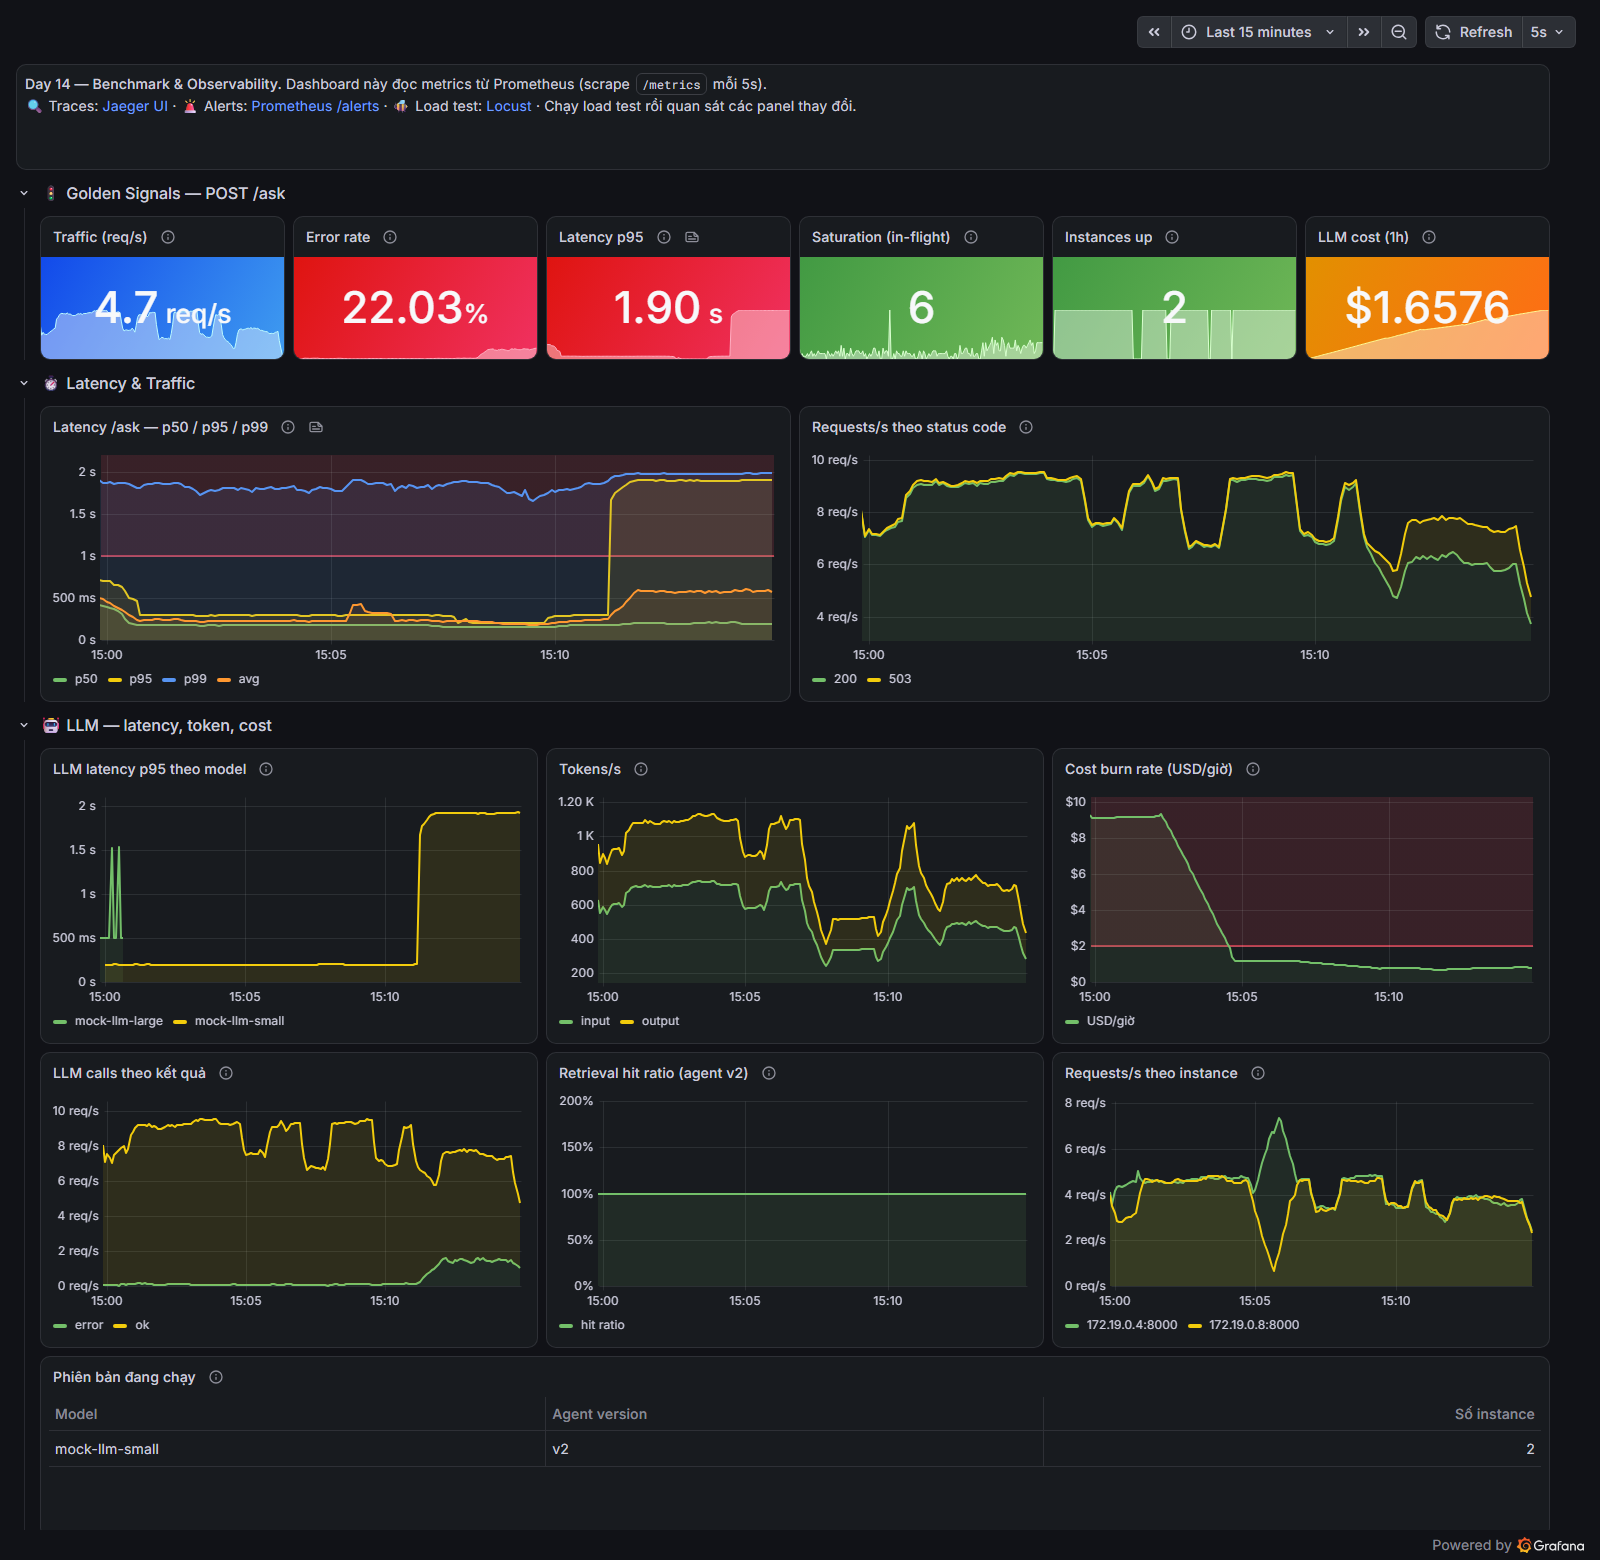 Last 15 minutes
Refresh
5s
Day 14 — Benchmark & Observability. Dashboard này đọc metrics từ Prometheus (scrape /metrics mỗi 5s).
Traces: Jaeger UI · Alerts: Prometheus /alerts · Load test: Locust · Chạy load test rồi quan sát các panel thay đổi.
Golden Signals — POST /ask
Traffic (req/s)
4.7 req/s
Error rate
22.03%
Latency p95
1.90 s
Saturation (in-flight)
6
Instances up
2
LLM cost (1h)
$1.6576
Latency & Traffic
Latency /ask — p50 / p95 / p99
2 s
1.5 s
1 s
500 ms
0 s
15:00 15:05 15:10
p50 p95 p99 avg
Requests/s theo status code
10 req/s
8 req/s
6 req/s
4 req/s
15:00 15:05 15:10
200 503
LLM — latency, token, cost
LLM latency p95 theo model
2 s
1.5 s
1 s
500 ms
0 s
15:00 15:05 15:10
mock-llm-large mock-llm-small
Tokens/s
1.20 K
1 K
800
600
400
200
15:00 15:05 15:10
input output
Cost burn rate (USD/giờ)
$10
$8
$6
$4
$2
$0
15:00 15:05 15:10
USD/giờ
LLM calls theo kết quả
10 req/s
8 req/s
6 req/s
4 req/s
2 req/s
0 req/s
15:00 15:05 15:10
error ok
Retrieval hit ratio (agent v2)
200%
150%
100%
50%
0%
15:00 15:05 15:10
hit ratio
Requests/s theo instance
8 req/s
6 req/s
4 req/s
2 req/s
0 req/s
15:00 15:05 15:10
172.19.0.4:8000 172.19.0.8:8000
Phiên bản đang chạy
Model Agent version Số instance
mock-llm-small v2 2
Powered by Grafana